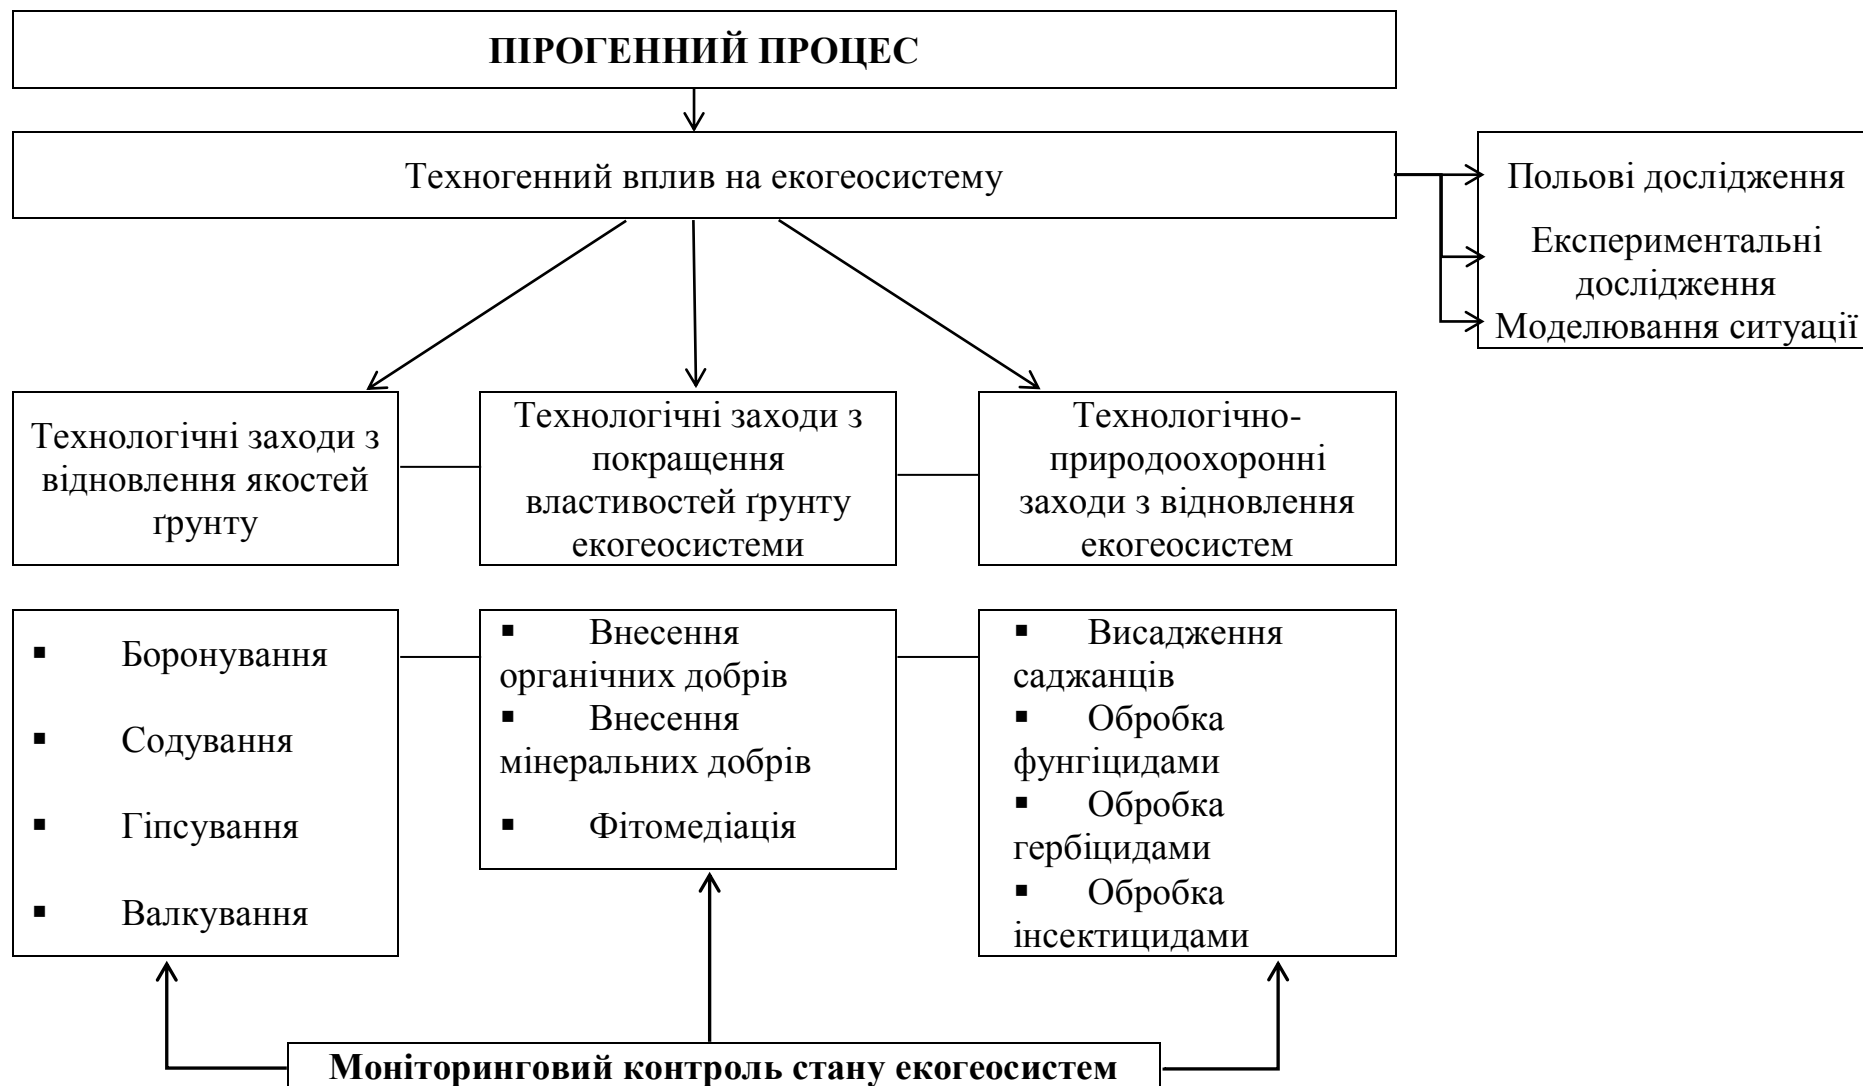 ПІРОГЕННИЙ ПРОЦЕС
Техногенний вплив на екогеосистему
Польові дослідження
Експериментальні
дослідження
Моделювання ситуації
Технологічні заходи з
відновлення якостей
ґрунту
Технологічні заходи з
покращення
властивостей ґрунту
екогеосистеми
Технологічно-
природоохоронні
заходи з відновлення
екогеосистем
▪ Боронування
▪ Содування
▪ Гіпсування
▪ Валкування
▪ Внесення
органічних добрів
▪ Внесення
мінеральних добрів
▪ Фітомедіація
▪ Висадження
саджанців
▪ Обробка
фунгіцидами
▪ Обробка
гербіцидами
▪ Обробка
інсектицидами
Моніторинговий контроль стану екогеосистем